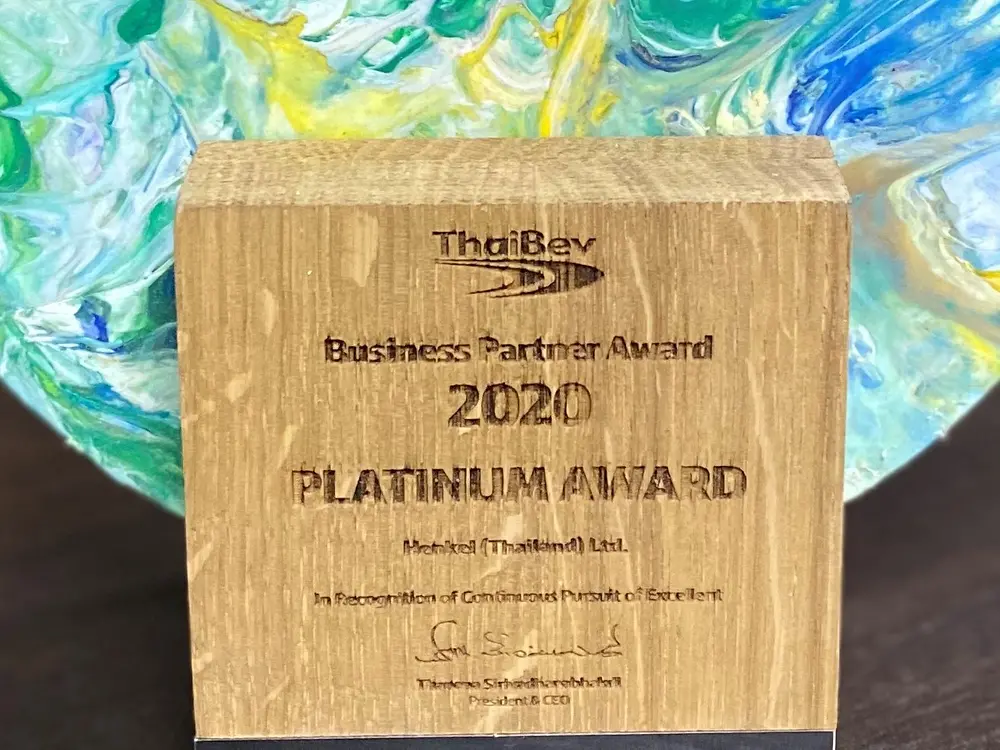 ThaiBev
Business Partner Award
2020
PLATINUM AWARD
Henkel (Thailand) Ltd.
In Recognition of Continuous Pursuit of Excellent
President & CEO